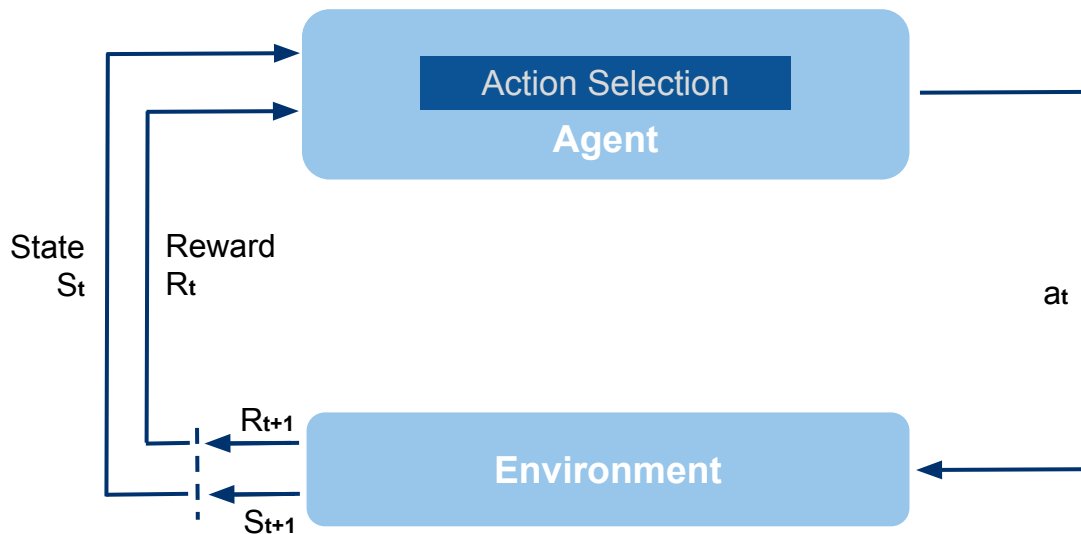 Action Selection
Agent
State
St
Reward
Rt
at
Rt+1
Environment
St+1